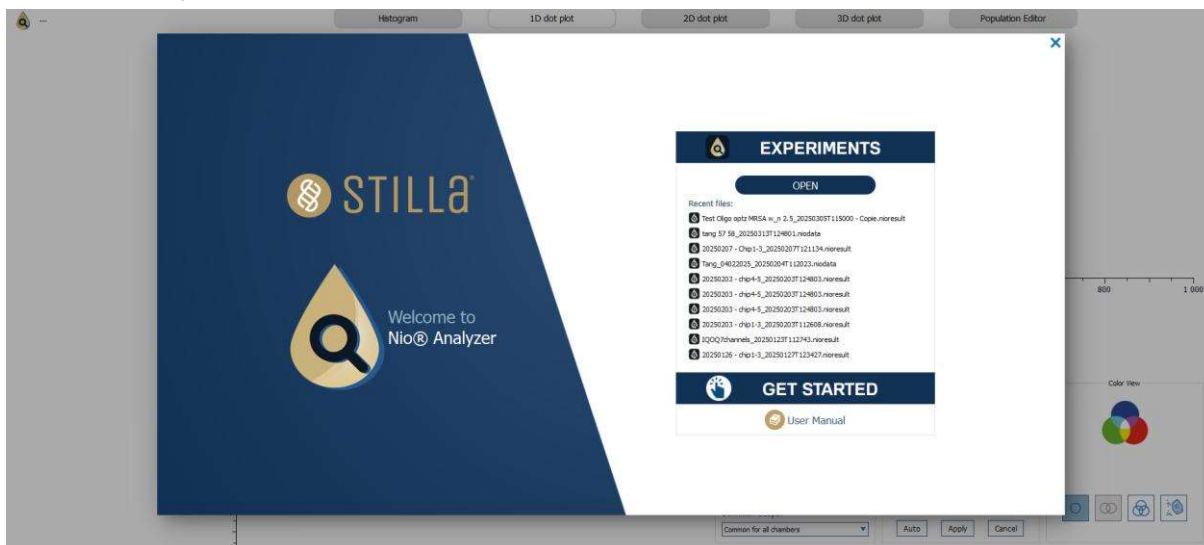 ...
Histogram
1D dot plot
2D dot plot
3D dot plot
Population Editor
STILLA
Welcome to
Nio® Analyzer
EXPERIMENTS
OPEN
Recent files:
Test Oligo optz MRSA w_n 2.5_20250305T115000 - Copie.nioresult
tang 57 58_20250313T124801.niodata
20250207 - Chip1-3_20250207T121134.nioresult
Tang_04022025_20250204T112023.niodata
20250203 - chip4-5_20250203T124803.nioresult
20250203 - chip4-5_20250203T124803.nioresult
20250203 - chip4-5_20250203T124803.nioresult
20250203 - chip1-3_20250203T112608.nioresult
IQOQ7channels_20250123T112743.nioresult
20250126 - chip1-3_20250127T123427.nioresult
GET STARTED
User Manual
800
1 000
Color View
Common for all chambers
Auto
Apply
Cancel